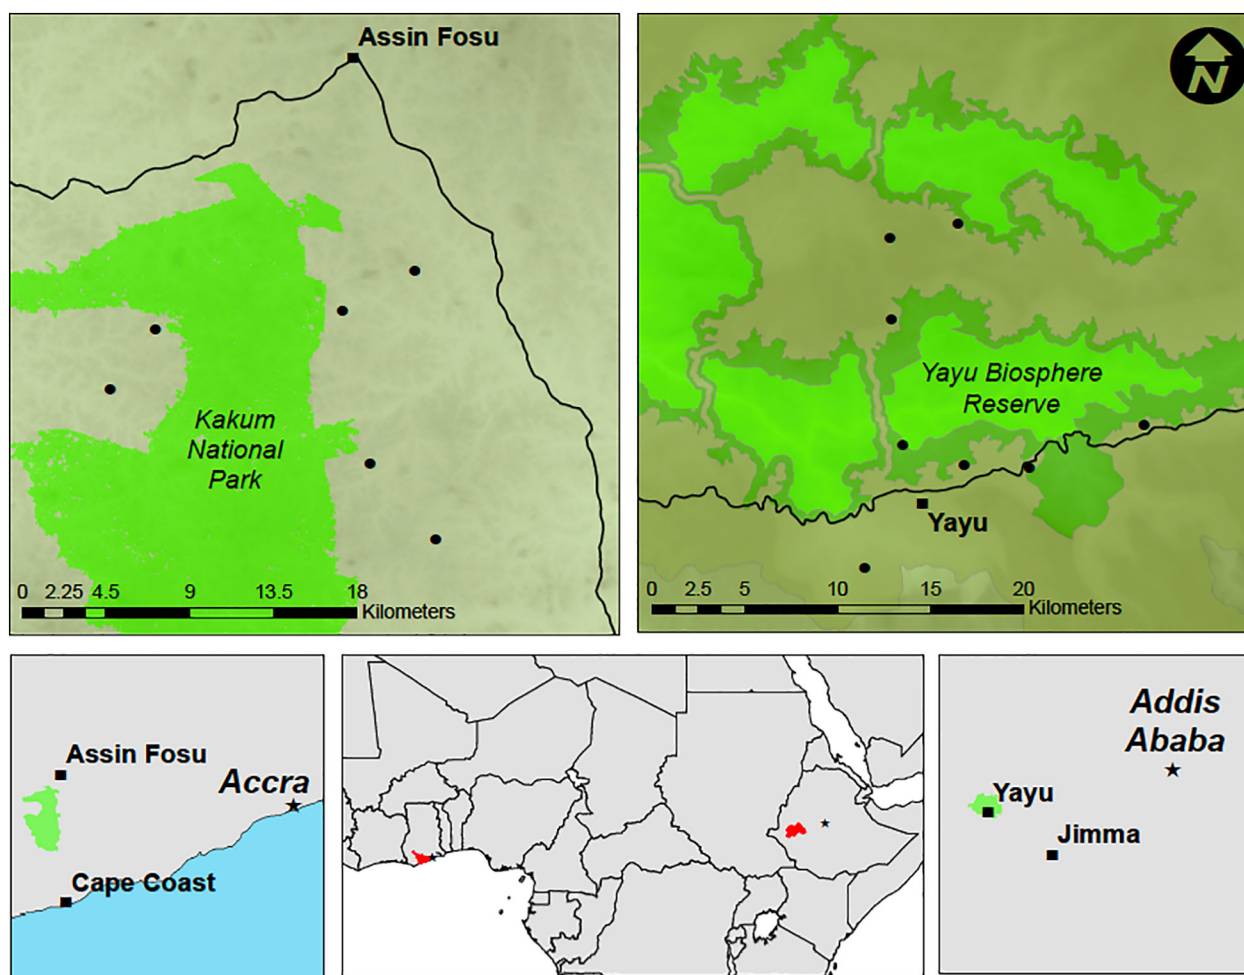 Assin Fosu
Kakum
National
Park
0 2.25 4.5 9 13.5 18
Kilometers
N
Yayu Biosphere
Reserve
Yayu
0 2.5 5 10 15 20
Kilometers
Assin Fosu
Accra
Cape Coast
Addis
Ababa
Yayu
Jimma